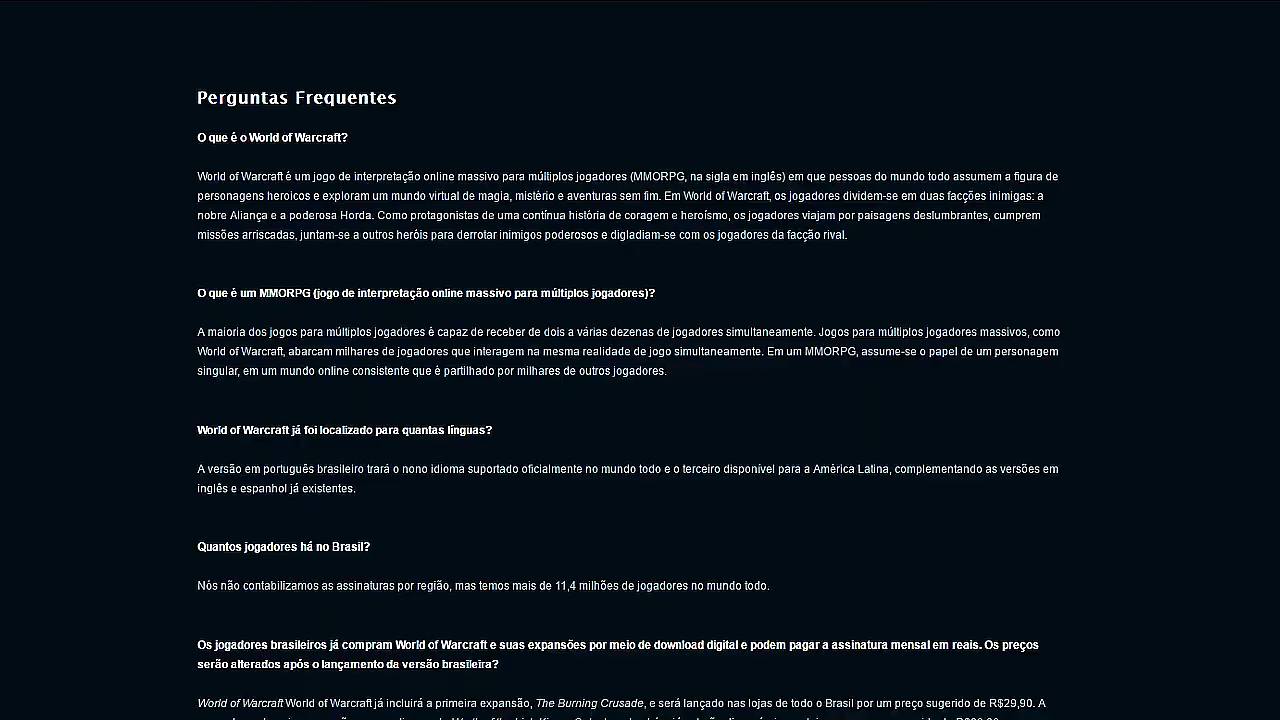 Perguntas Frequentes
O que é o World of Warcraft?
World of Warcraft é um jogo de interpretação online massivo para múltiplos jogadores (MMORPG, na sigla em inglês) em que pessoas do mundo todo assumem a figura de
personagens heroicos e exploram um mundo virtual de magia, mistério e aventuras sem fim. Em World of Warcraft, os jogadores dividem-se em duas facções inimigas: a
nobre Aliança e a poderosa Horda. Como protagonistas de uma contínua história de coragem e heroísmo, os jogadores viajam por paisagens deslumbrantes, cumprem
missões arriscadas, juntam-se a outros heróis para derrotar inimigos poderosos e digladiam-se com os jogadores da facção rival.
O que é um MMORPG (jogo de interpretação online massivo para múltiplos jogadores)?
A maioria dos jogos para múltiplos jogadores é capaz de receber de dois a várias dezenas de jogadores simultaneamente. Jogos para múltiplos jogadores massivos, como
World of Warcraft, abarcam milhares de jogadores que interagem na mesma realidade de jogo simultaneamente. Em um MMORPG, assume-se o papel de um personagem
singular, em um mundo online consistente que é partilhado por milhares de outros jogadores.
World of Warcraft já foi localizado para quantas línguas?
A versão em português brasileiro trará o nono idioma suportado oficialmente no mundo todo e o terceiro disponível para a América Latina, complementando as versões em
inglês e espanhol já existentes.
Quantos jogadores há no Brasil?
Nós não contabilizamos as assinaturas por região, mas temos mais de 11,4 milhões de jogadores no mundo todo.
Os jogadores brasileiros já compram World of Warcraft e suas expansões por meio de download digital e podem pagar a assinatura mensal em reais. Os preços
serão alterados após o lançamento da versão brasileira?
World of Warcraft World of Warcraft já incluirá a primeira expansão, The Burning Crusade, e será lançado nas lojas de todo o Brasil por um preço sugerido de R$29,90. A